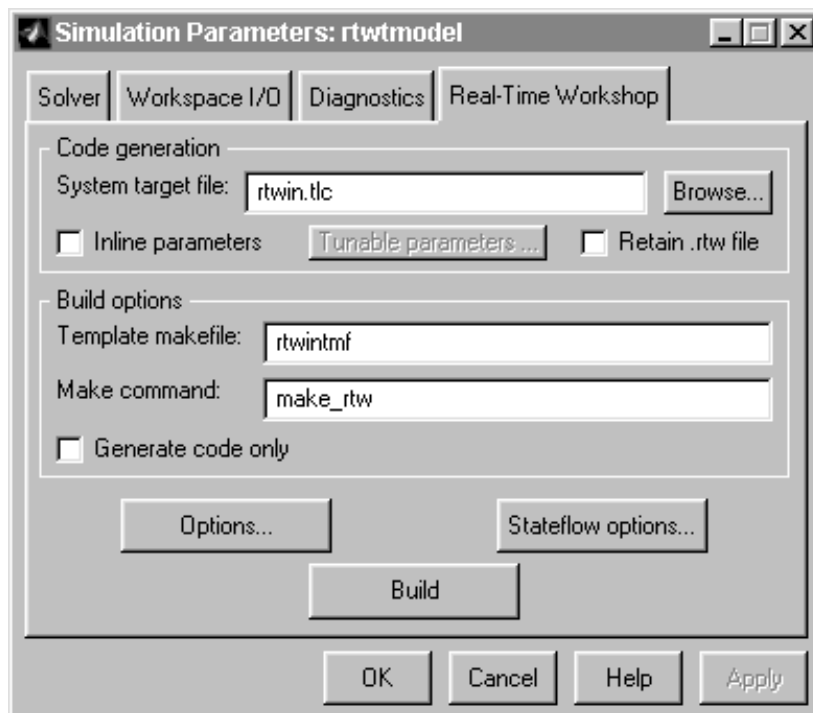 Simulation Parameters: rtwtmodel
Solver Workspace I/O Diagnostics Real-Time Workshop
Code generation
System target file: rtwin.tlc Browse...
Inline parameters Tunable parameters ... Retain .rtw file
Build options
Template makefile: rtwintmf
Make command: make_rtw
Generate code only
Options... Stateflow options...
Build
OK Cancel Help Apply